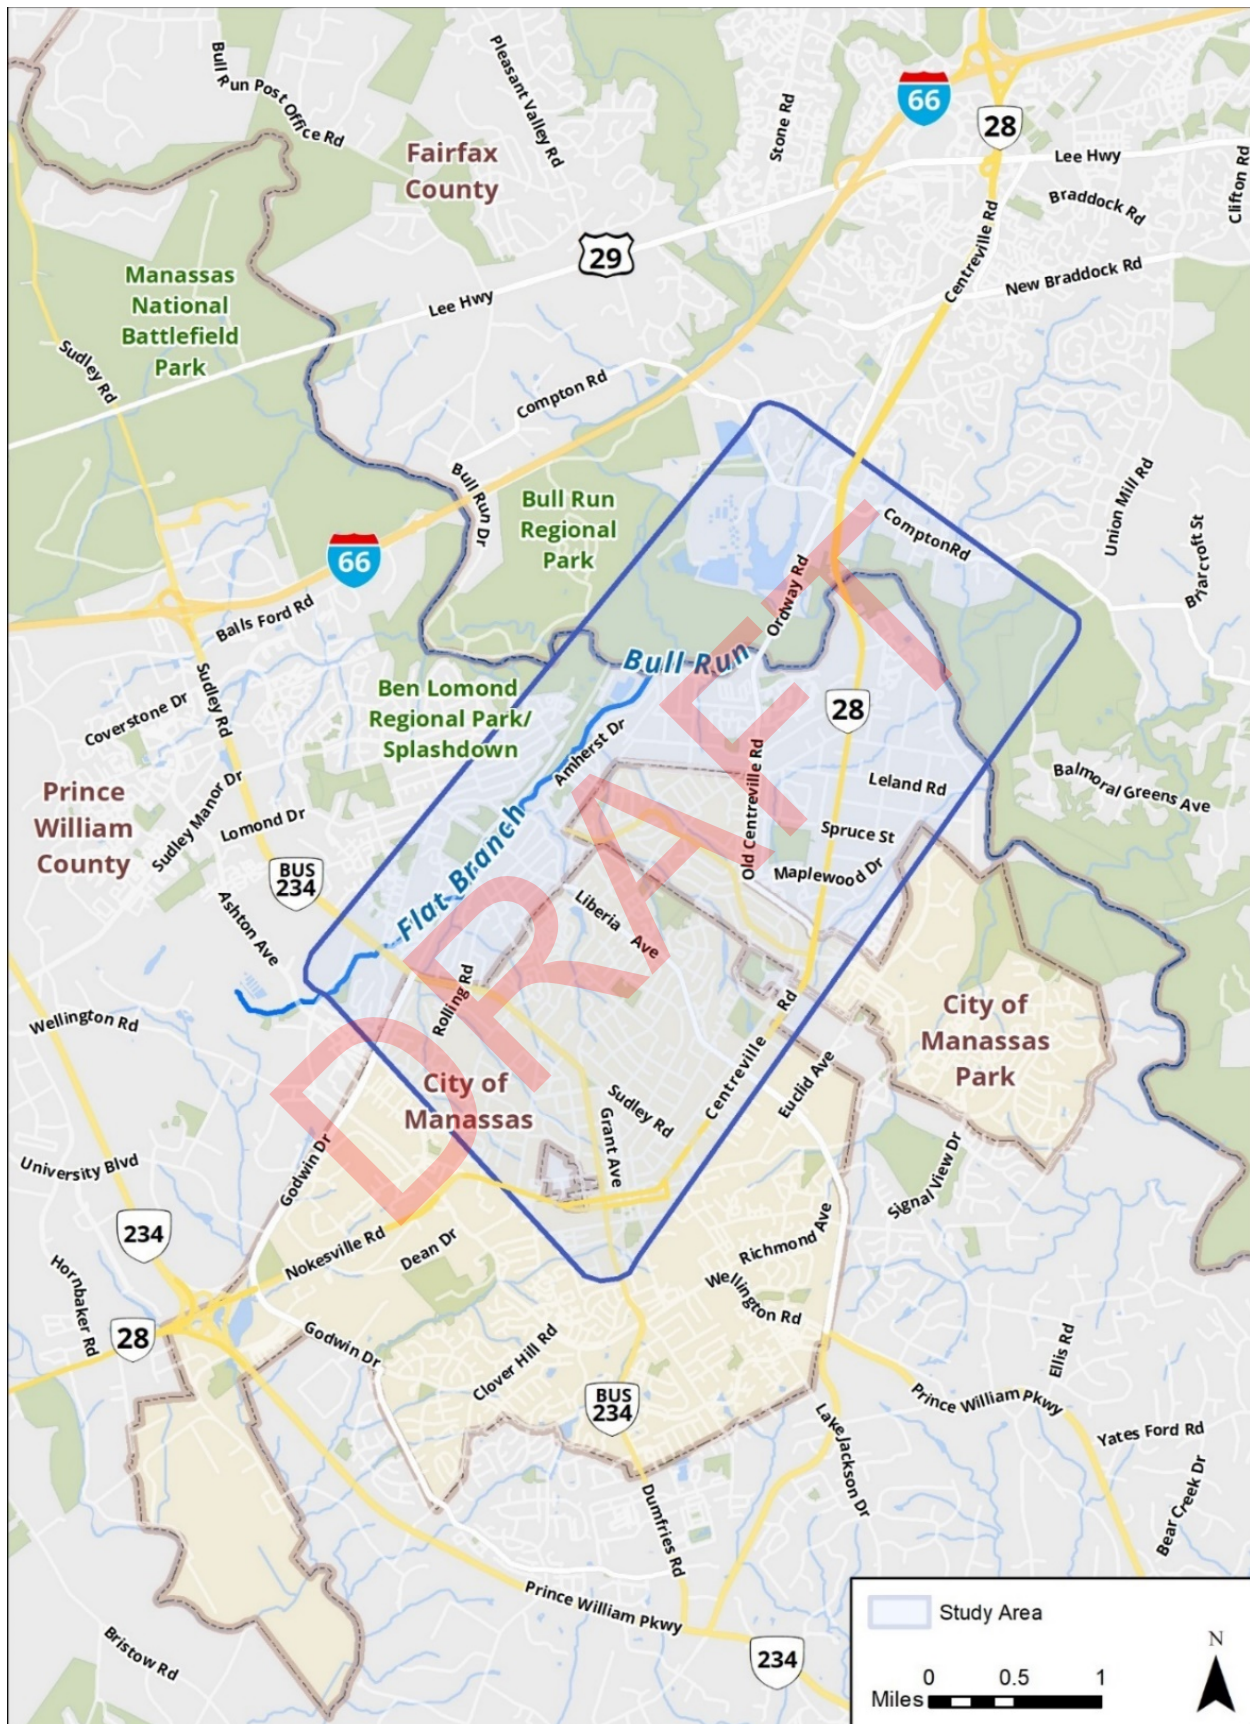 Bull Run Post Office Rd
Pleasant Valley Rd
Stone Rd
66
28
Fairfax
County
Lee Hwy
Braddock Rd
Clifton Rd
29
Centreville Rd
New Braddock Rd
Manassas
National
Battlefield
Park
Lee Hwy
Sudley Rd
Compton Rd
Bull Run Dr
Bull Run
Regional
Park
Union Mill Rd
Compton Rd
Briarcroft St
66
Balls Ford Rd
Ordway Rd
Bull Run
Sudley Rd
Coverstone Dr
Ben Lomond
Regional Park/
Splashdown
28
Amherst Dr
Old Centreville Rd
Leland Rd
Balmoral Greens Ave
Prince
William
County
Sudley Manor Dr
Lomond Dr
Spruce St
Maplewood Dr
BUS
234
Flat Branch
Liberia Ave
Ashton Ave
Wellington Rd
Rolling Rd
Centreville Rd
City of
Manassas
Park
City of
Manassas
Sudley Rd
Grant Ave
Euclid Ave
DRAFT
University Blvd
Godwin Dr
Signal View Dr
234
Nokesville Rd
Dean Dr
Richmond Ave
Wellington Rd
Hornbaker Rd
28
Godwin Dr
Clover Hill Rd
Ellis Rd
BUS
234
Prince William Pkwy
Lake Jackson Dr
Yates Ford Rd
Bear Creek Dr
Dumfries Rd
Prince William Pkwy
Bristow Rd
234
Study Area
N
0 0.5 1
Miles